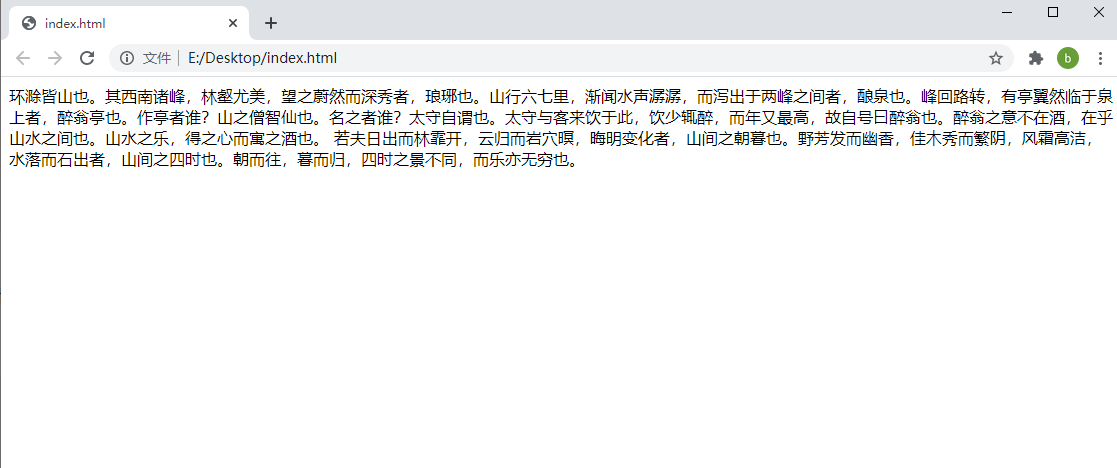 index.html
文件
E:/Desktop/index.html
b
环滁皆山也。其西南诸峰，林壑尤美，望之蔚然而深秀者，琅琊也。山行六七里，渐闻水声潺潺，而泻出于两峰之间者，酿泉也。峰回路转，有亭翼然临于泉
上者，醉翁亭也。作亭者谁？山之僧智仙也。名之者谁？太守自谓也。太守与客来饮于此，饮少辄醉，而年又最高，故自号曰醉翁也。醉翁之意不在酒，在乎
山水之间也。山水之乐，得之心而寓之酒也。 若夫日出而林霏开，云归而岩穴暝，晦明变化者，山间之朝暮也。野芳发而幽香，佳木秀而繁阴，风霜高洁，
水落而石出者，山间之四时也。朝而往，暮而归，四时之景不同，而乐亦无穷也。